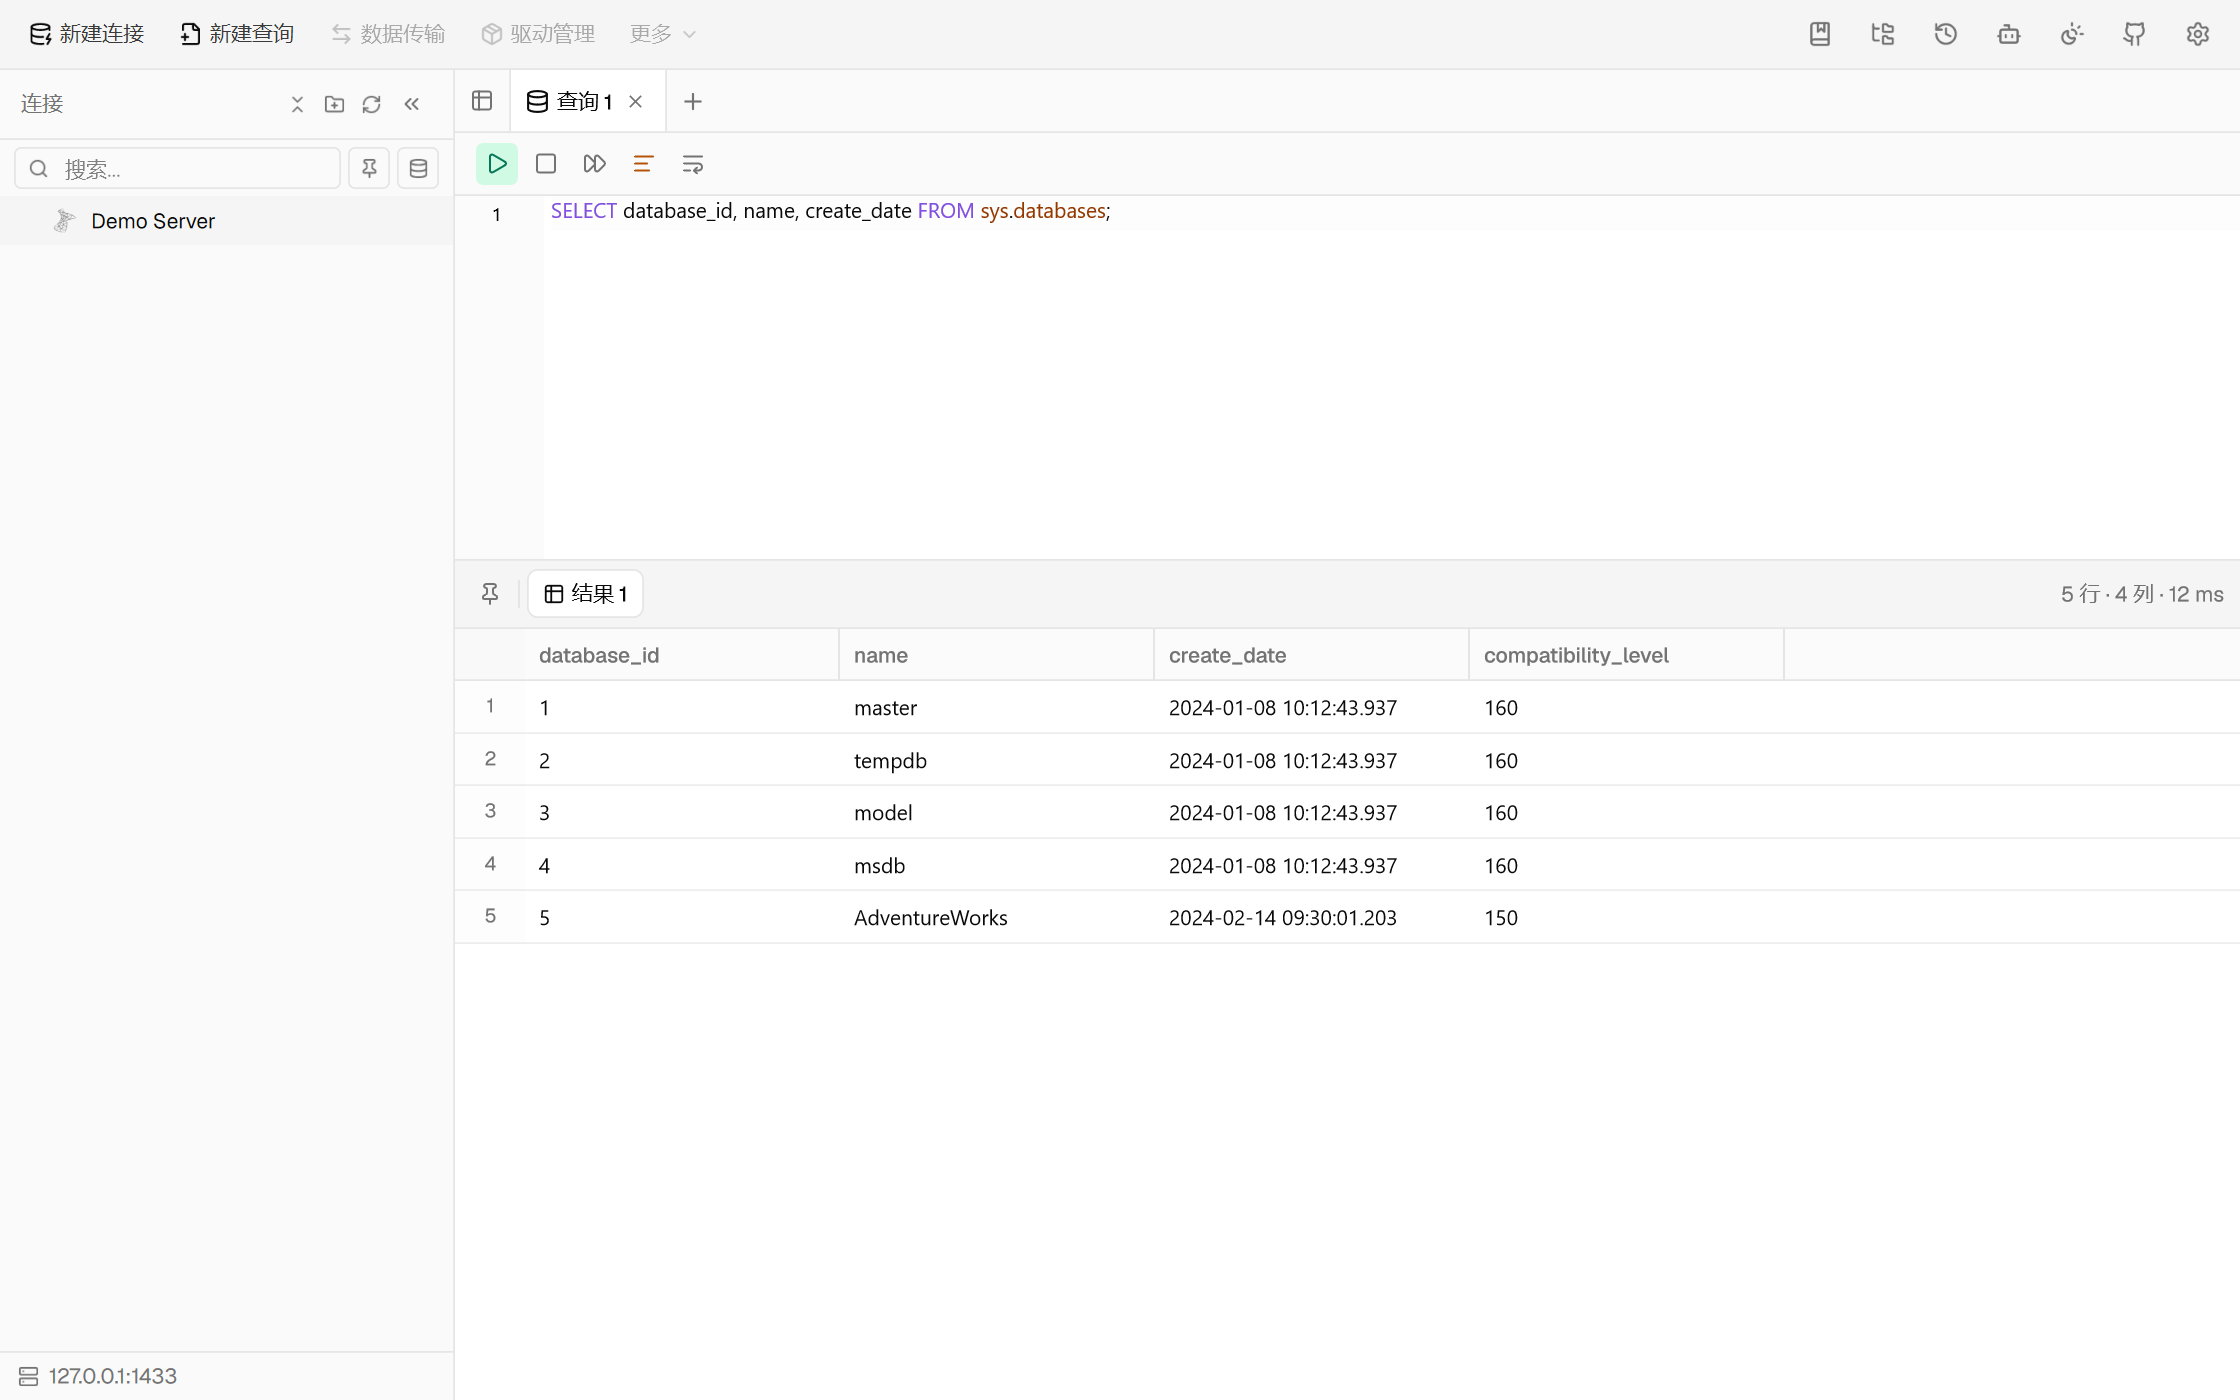 新建连接 新建查询 数据传输 驱动管理 更多
连接
查询 1
搜索...
Demo Server
1 SELECT database_id, name, create_date FROM sys.databases;
结果 1
5 行 · 4 列 · 12 ms
database_id name create_date compatibility_level
1 1 master 2024-01-08 10:12:43.937 160
2 2 tempdb 2024-01-08 10:12:43.937 160
3 3 model 2024-01-08 10:12:43.937 160
4 4 msdb 2024-01-08 10:12:43.937 160
5 5 AdventureWorks 2024-02-14 09:30:01.203 150
127.0.0.1:1433